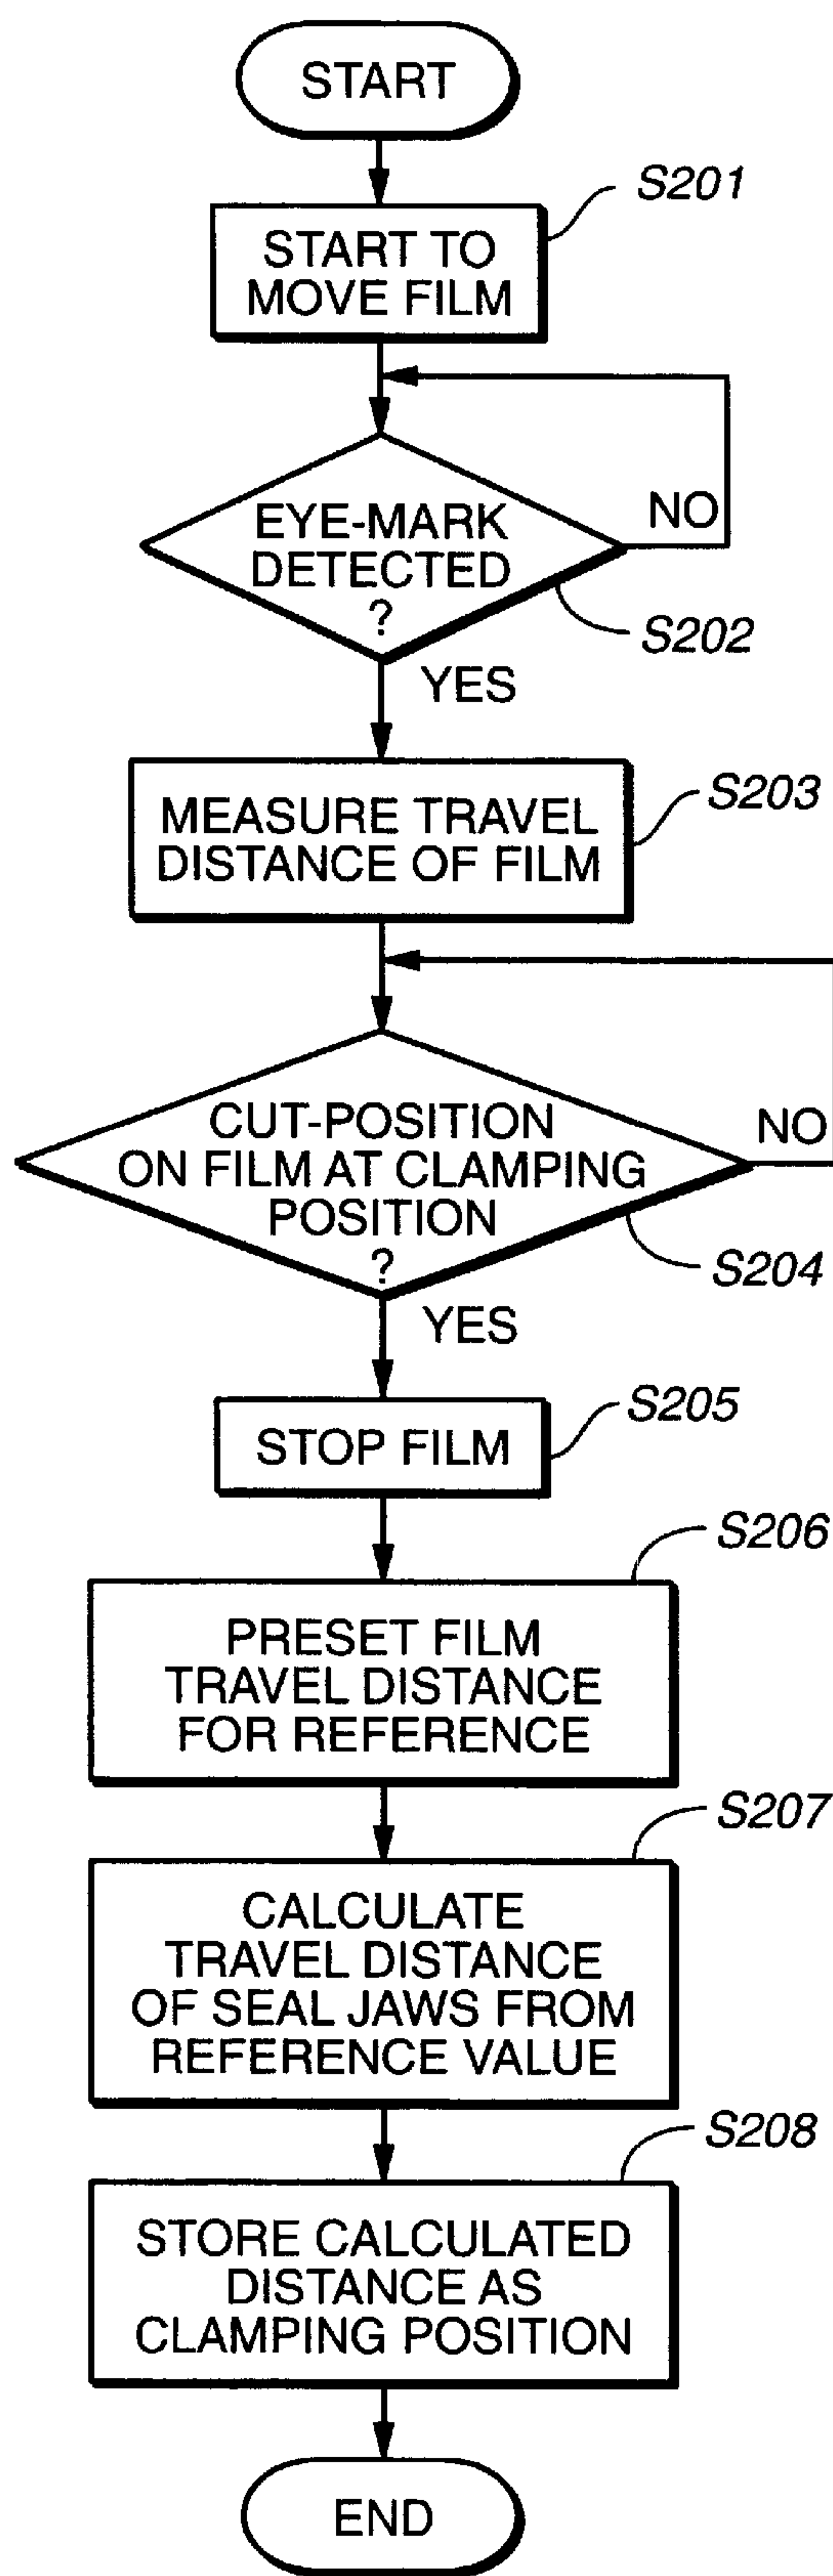 START
S201
START TO
MOVE FILM
NO
EYE-MARK
DETECTED
?
S202
YES
S203
MEASURE TRAVEL
DISTANCE OF FILM
NO
CUT-POSITION
ON FILM AT CLAMPING
POSITION
?
S204
YES
S205
STOP FILM
S206
PRESET FILM
TRAVEL DISTANCE
FOR REFERENCE
S207
CALCULATE
TRAVEL DISTANCE
OF SEAL JAWS FROM
REFERENCE VALUE
S208
STORE CALCULATED
DISTANCE AS
CLAMPING POSITION
END